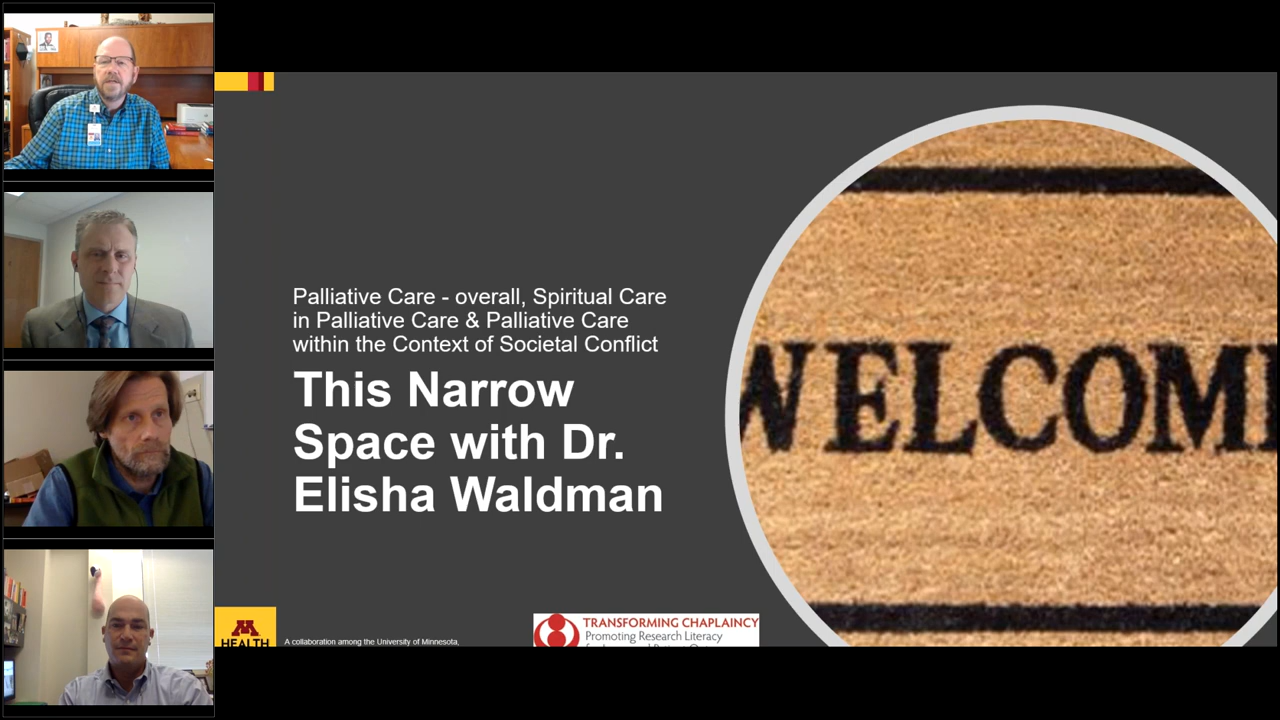 Palliative Care - overall, Spiritual Care
in Palliative Care & Palliative Care
within the Context of Societal Conflict
This Narrow
Space with Dr.
Elisha Waldman
WELCOM
M
HEALTH
A collaboration among the University of Minnesota,
TRANSFORMING CHAPLAINCY
Promoting Research Literacy